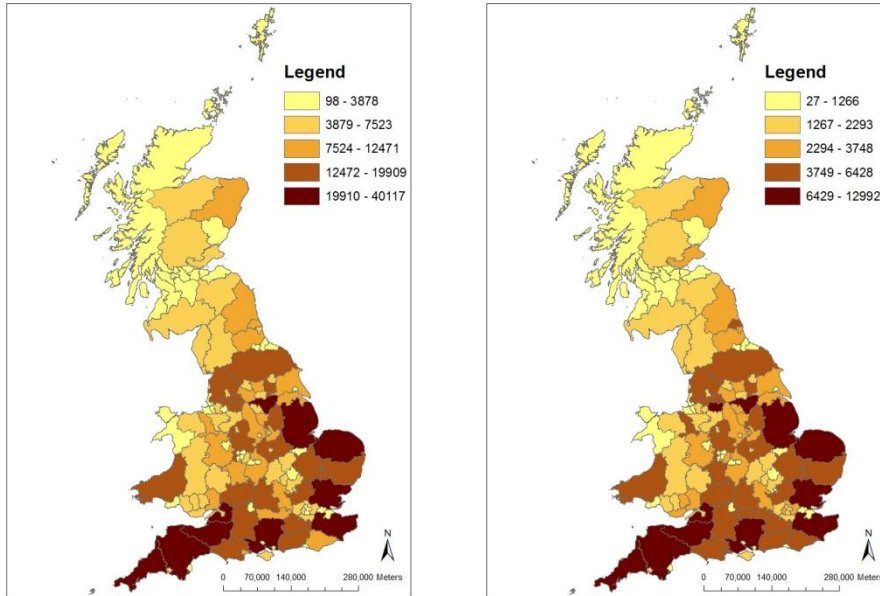 Legend
98 - 3878
3879 - 7523
7524 - 12471
12472 - 19909
19910 - 40117
N
0 70,000 140,000 280,000 Meters
Legend
27 - 1266
1267 - 2293
2294 - 3748
3749 - 6428
6429 - 12992
N
0 70,000 140,000 280,000 Meters